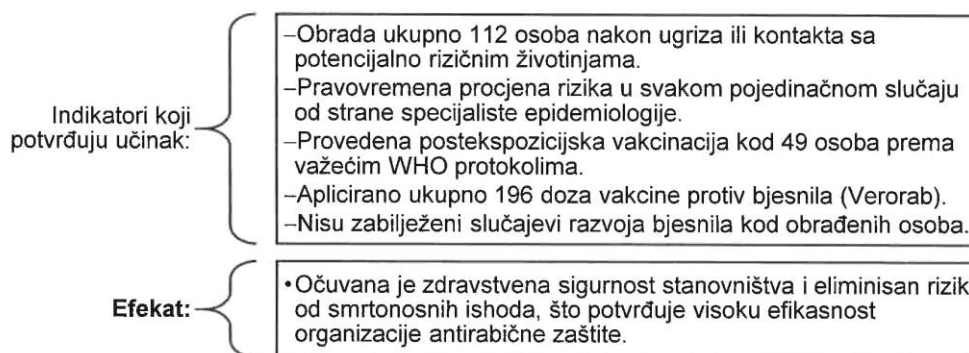 Indikatori koji
potvrđuju učinak:
–Obrada ukupno 112 osoba nakon ugriza ili kontakta sa
potencijalno rizičnim životinjama.
–Pravovremena procjena rizika u svakom pojedinačnom slučaju
od strane specijaliste epidemiologije.
–Provedena postekspozicijska vakcinacija kod 49 osoba prema
važećim WHO protokolima.
–Aplicirano ukupno 196 doza vakcine protiv bjesnila (Verorab).
–Nisu zabilježeni slučajevi razvoja bjesnila kod obrađenih osoba.
Efekat:
•Očuvana je zdravstvena sigurnost stanovništva i eliminisan rizik
od smrtonosnih ishoda, što potvrđuje visoku efikasnost
organizacije antirabične zaštite.